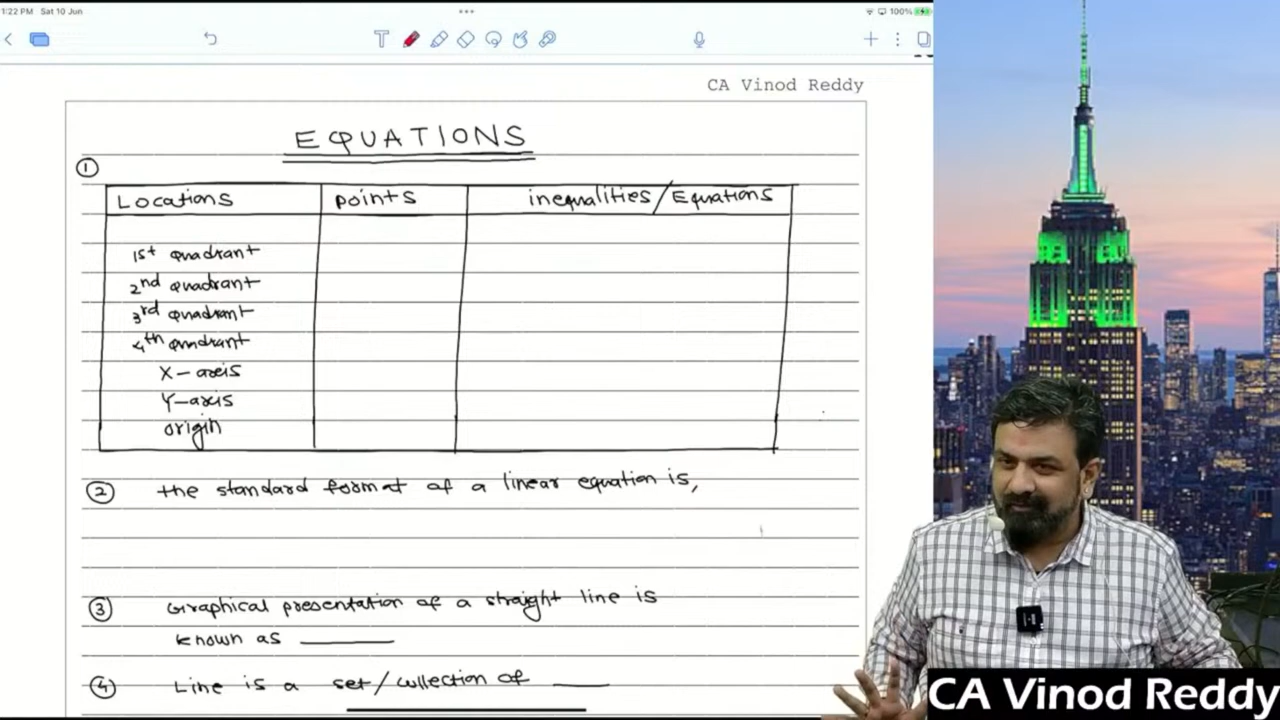 1:22 PM Sat 10 Jun
100%
T
CA Vinod Reddy
EQUATIONS
1
Locations points inequalities/Equations
1st quadrant
2nd quadrant
3rd quadrant
4th quadrant
X-axis
Y-axis
origin
2 the standard format of a linear equation is,
3 Graphical presentation of a straight line is
known as
4 Line is a set/collection of
CA Vinod Reddy